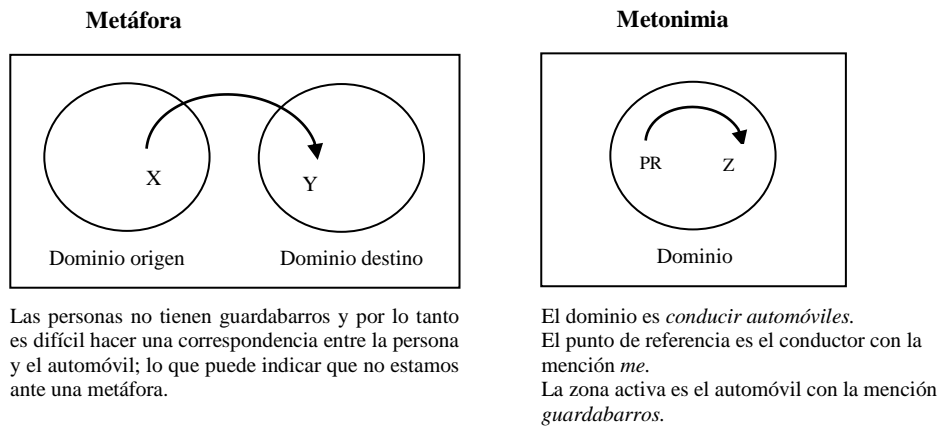 Metáfora
X
Y
Dominio origen
Dominio destino
Las personas no tienen guardabarros y por lo tanto
es difícil hacer una correspondencia entre la persona
y el automóvil; lo que puede indicar que no estamos
ante una metáfora.
Metonimia
PR
Z
Dominio
El dominio es conducir automóviles.
El punto de referencia es el conductor con la
mención me.
La zona activa es el automóvil con la mención
guardabarros.